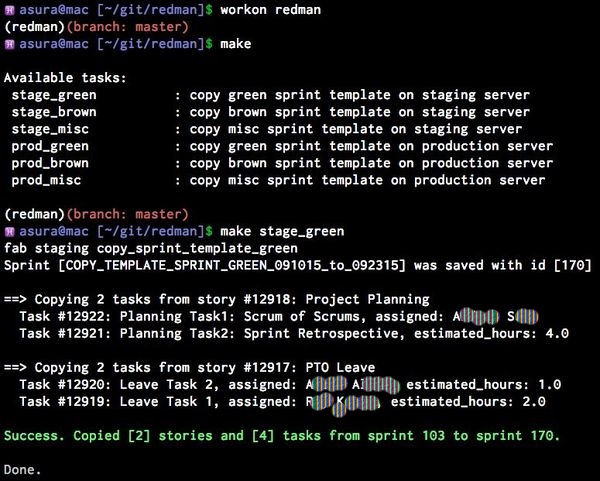 asura@mac [~/git/redman]$ workon redman
(redman)(branch: master)
asura@mac [~/git/redman]$ make
Available tasks:
stage_green : copy green sprint template on staging server
stage_brown : copy brown sprint template on staging server
stage_misc : copy misc sprint template on staging server
prod_green : copy green sprint template on production server
prod_brown : copy brown sprint template on production server
prod_misc : copy misc sprint template on production server
(redman)(branch: master)
asura@mac [~/git/redman]$ make stage_green
fab staging copy_sprint_template_green
Sprint [COPY_TEMPLATE_SPRINT_GREEN_091015_to_092315] was saved with id [170]
==> Copying 2 tasks from story #12918: Project Planning
Task #12922: Planning Task1: Scrum of Scrums, assigned:
Task #12921: Planning Task2: Sprint Retrospective, estimated_hours: 4.0
==> Copying 2 tasks from story #12917: PTO Leave
Task #12920: Leave Task 2, assigned: estimated_hours: 1.0
Task #12919: Leave Task 1, assigned: estimated_hours: 2.0
Success. Copied [2] stories and [4] tasks from sprint 103 to sprint 170.
Done.